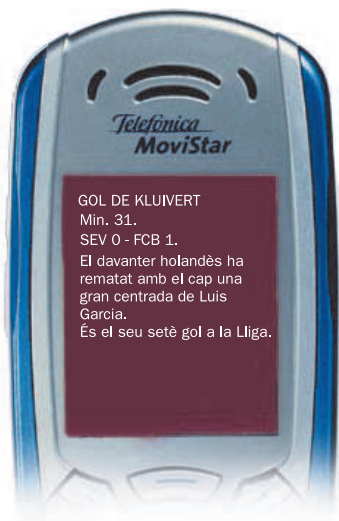 Telefónica
MoviStar
GOL DE KLUIVERT
Min. 31.
SEV 0 - FCB 1.
El davanter holandès ha
rematat amb el cap una
gran centrada de Luis
Garcia.
És el seu setè gol a la Lliga.